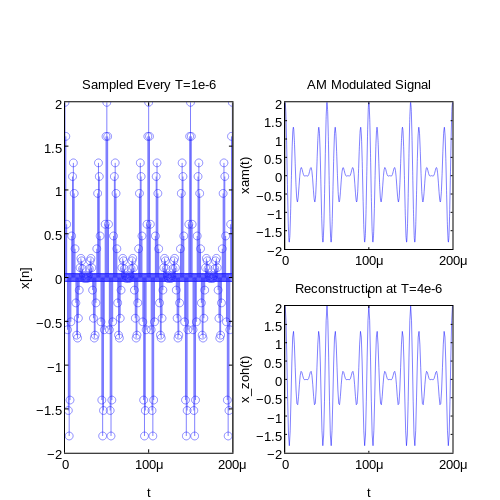 Sampled Every T=1e-6
x[n]
2
1.5
1
0.5
0
−0.5
−1
−1.5
−2
0 100μ 200μ
t
AM Modulated Signal
xam(t)
2
1.5
1
0.5
0
−0.5
−1
−1.5
−2
0 100μ 200μ
t
Reconstruction at T=4e-6
x_zoh(t)
2
1.5
1
0.5
0
−0.5
−1
−1.5
−2
0 100μ 200μ
t